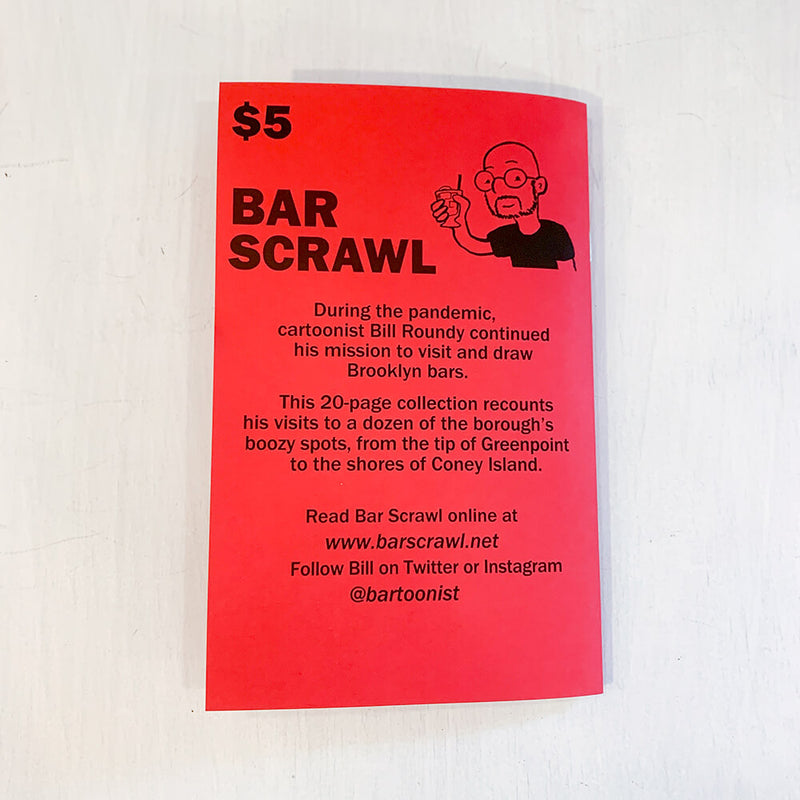 $5
BAR
SCRAWL
During the pandemic,
cartoonist Bill Roundy continued
his mission to visit and draw
Brooklyn bars.
This 20-page collection recounts
his visits to a dozen of the borough's
boozy spots, from the tip of Greenpoint
to the shores of Coney Island.
Read Bar Scrawl online at
www.barscrawl.net
Follow Bill on Twitter or Instagram
@bartoonist